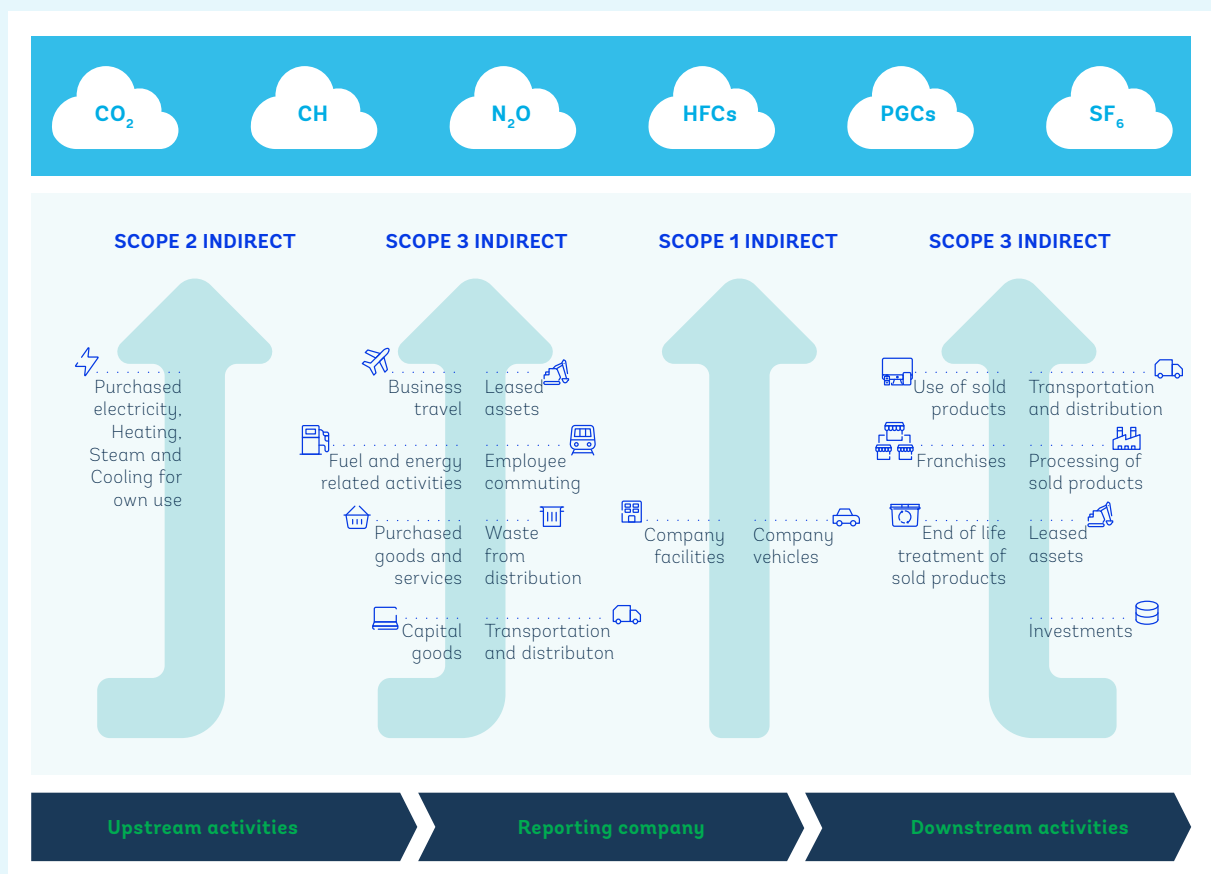 CO2
CH
N2O
HFCs
PGCs
SF6
SCOPE 2 INDIRECT
SCOPE 3 INDIRECT
SCOPE 1 INDIRECT
SCOPE 3 INDIRECT
Purchased
electricity,
Heating,
Steam and
Cooling for
own use
Business
travel
Leased
assets
Fuel and energy
related activities
Employee
commuting
Purchased
goods and
services
Waste
from
distribution
Capital
goods
Transportation
and distributon
Company
facilities
Company
vehicles
Use of sold
products
Transportation
and distribution
Franchises
Processing of
sold products
End of life
treatment of
sold products
Leased
assets
Investments
Upstream activities
Reporting company
Downstream activities